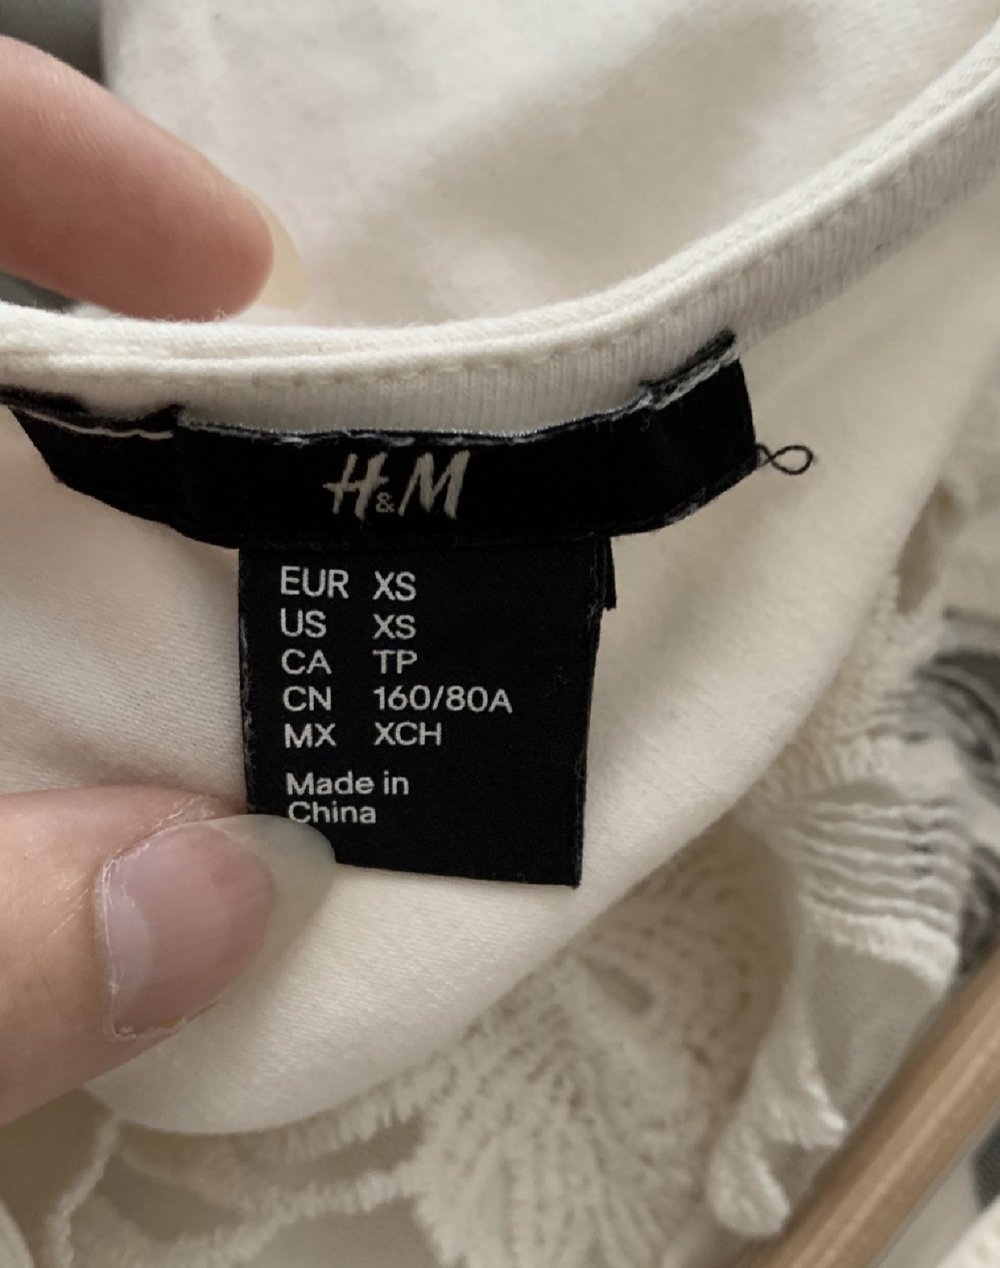 H&M
EUR XS
US XS
CA TP
CN 160/80A
MX XCH
Made in
China